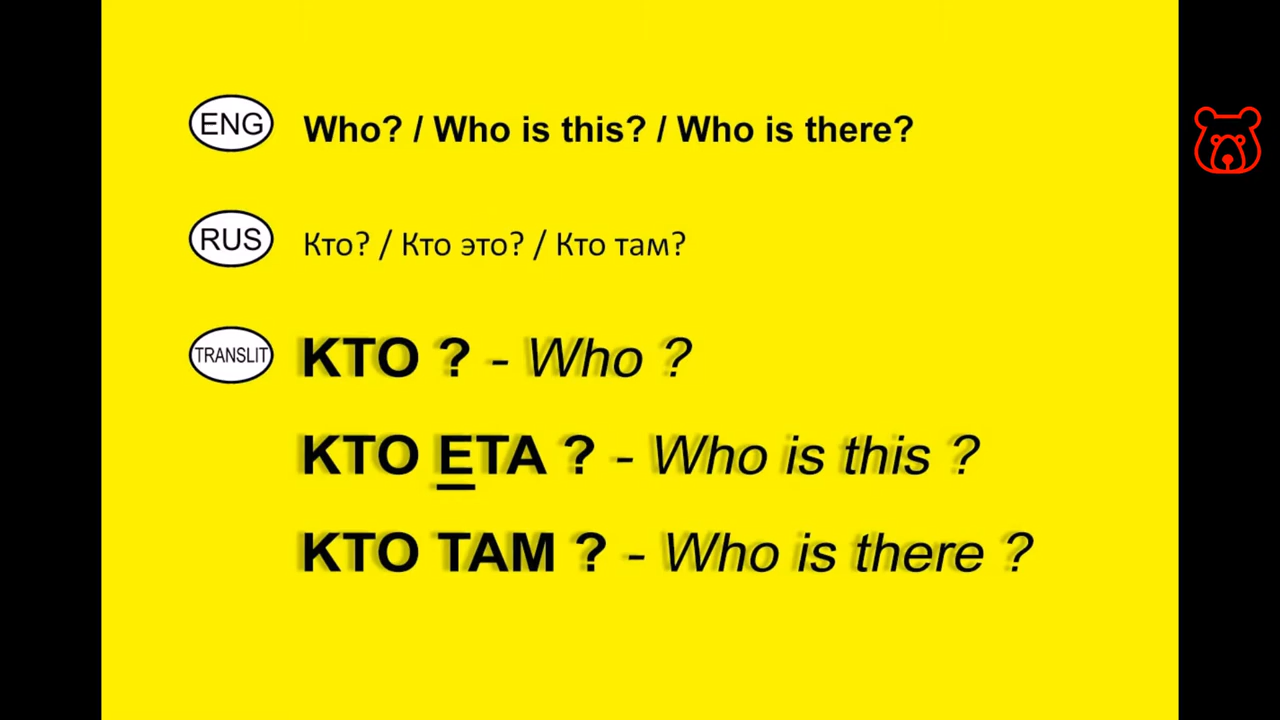 ENG Who? / Who is this? / Who is there?
RUS Кто? / Кто это? / Кто там?
TRANSLIT KTO ? - Who ?
KTO ETA ? - Who is this ?
KTO TAM ? - Who is there ?